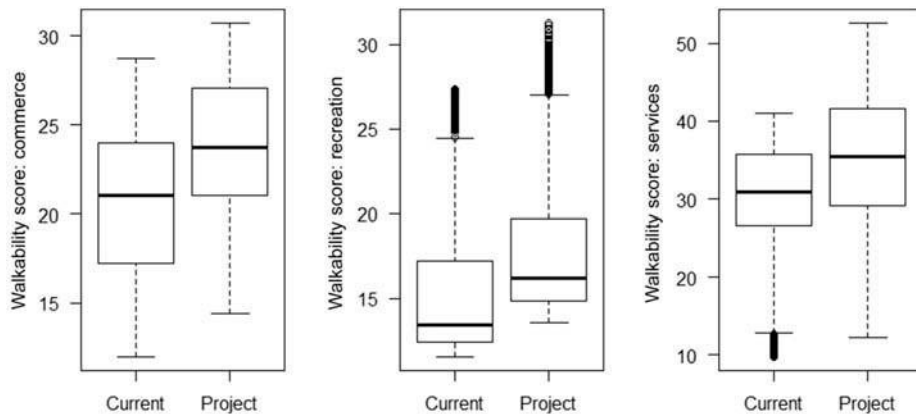 Walkability score: commerce
30
25
20
15
Current Project
Walkability score: recreation
30
25
20
15
Current Project
Walkability score: services
50
40
30
20
10
Current Project